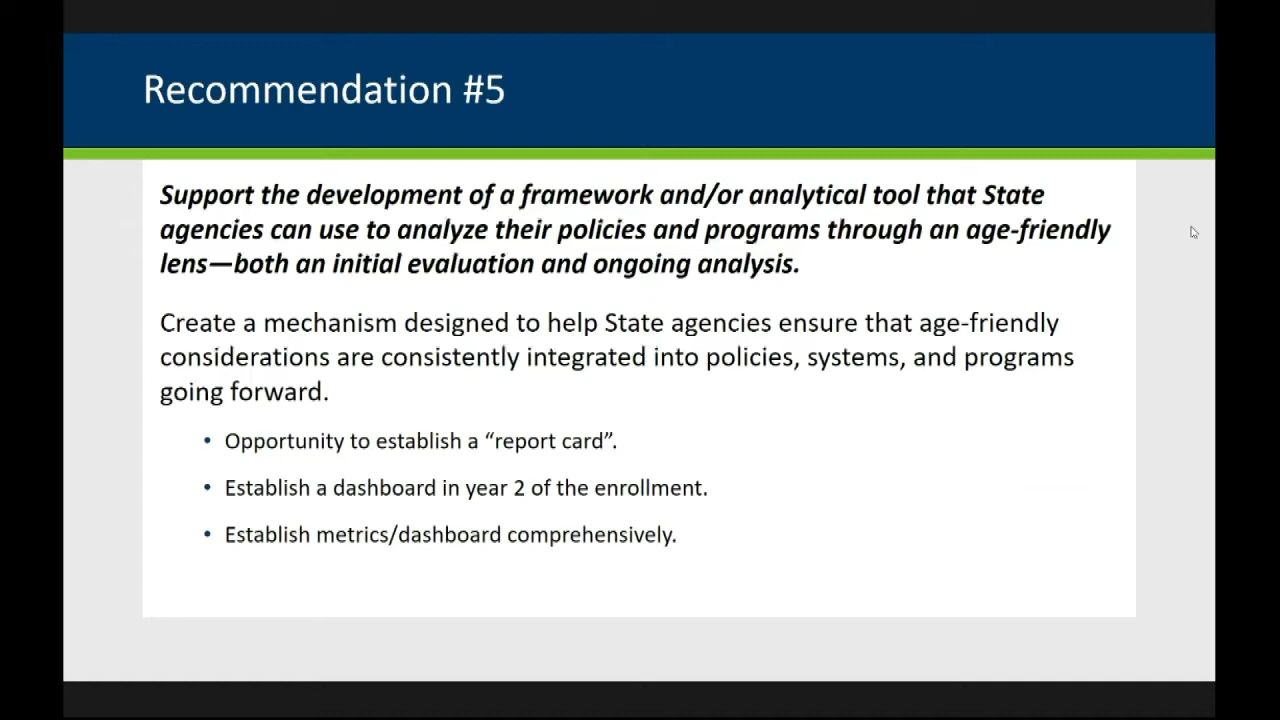 Recommendation #5
Support the development of a framework and/or analytical tool that State
agencies can use to analyze their policies and programs through an age-friendly
lens—both an initial evaluation and ongoing analysis.
Create a mechanism designed to help State agencies ensure that age-friendly
considerations are consistently integrated into policies, systems, and programs
going forward.
• Opportunity to establish a “report card”.
• Establish a dashboard in year 2 of the enrollment.
• Establish metrics/dashboard comprehensively.